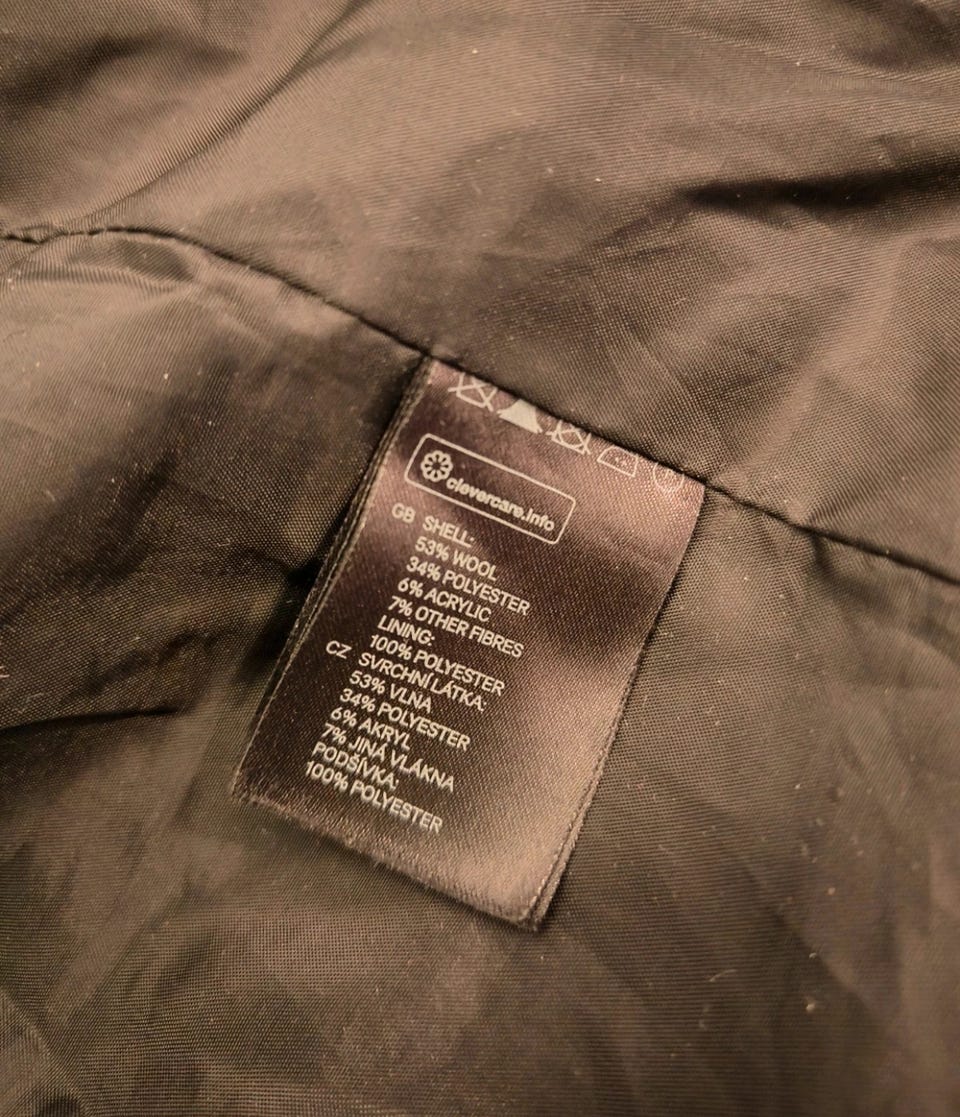 clevercare.info
GB SHELL:
53% WOOL
34% POLYESTER
6% ACRYLIC
7% OTHER FIBRES
LINING:
100% POLYESTER
CZ SVRCHNÍ LÁTKA:
53% VLNA
34% POLYESTER
6% AKRYL
7% JINÁ VLÁKNA
PODŠÍVKA:
100% POLYESTER